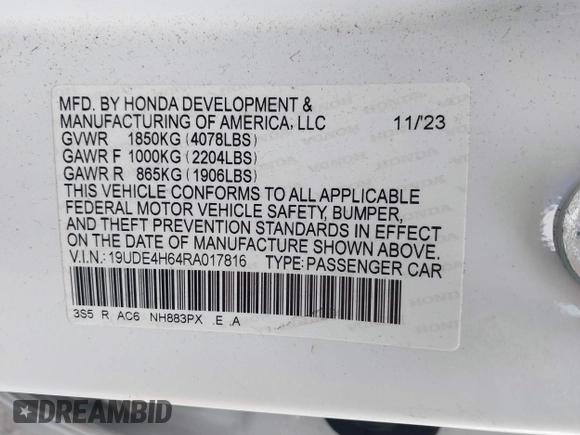 MFD. BY HONDA DEVELOPMENT &
MANUFACTURING OF AMERICA, LLC 11/'23
GVWR 1850KG (4078LBS)
GAWR F 1000KG (2204LBS)
GAWR R 865KG (1906LBS)
THIS VEHICLE CONFORMS TO ALL APPLICABLE
FEDERAL MOTOR VEHICLE SAFETY, BUMPER,
AND THEFT PREVENTION STANDARDS IN EFFECT
ON THE DATE OF MANUFACTURE SHOWN ABOVE.
V.I.N.:19UDE4H64RA017816 TYPE:PASSENGER CAR
3S5 R AC6 NH883PX E A
DREAMBID